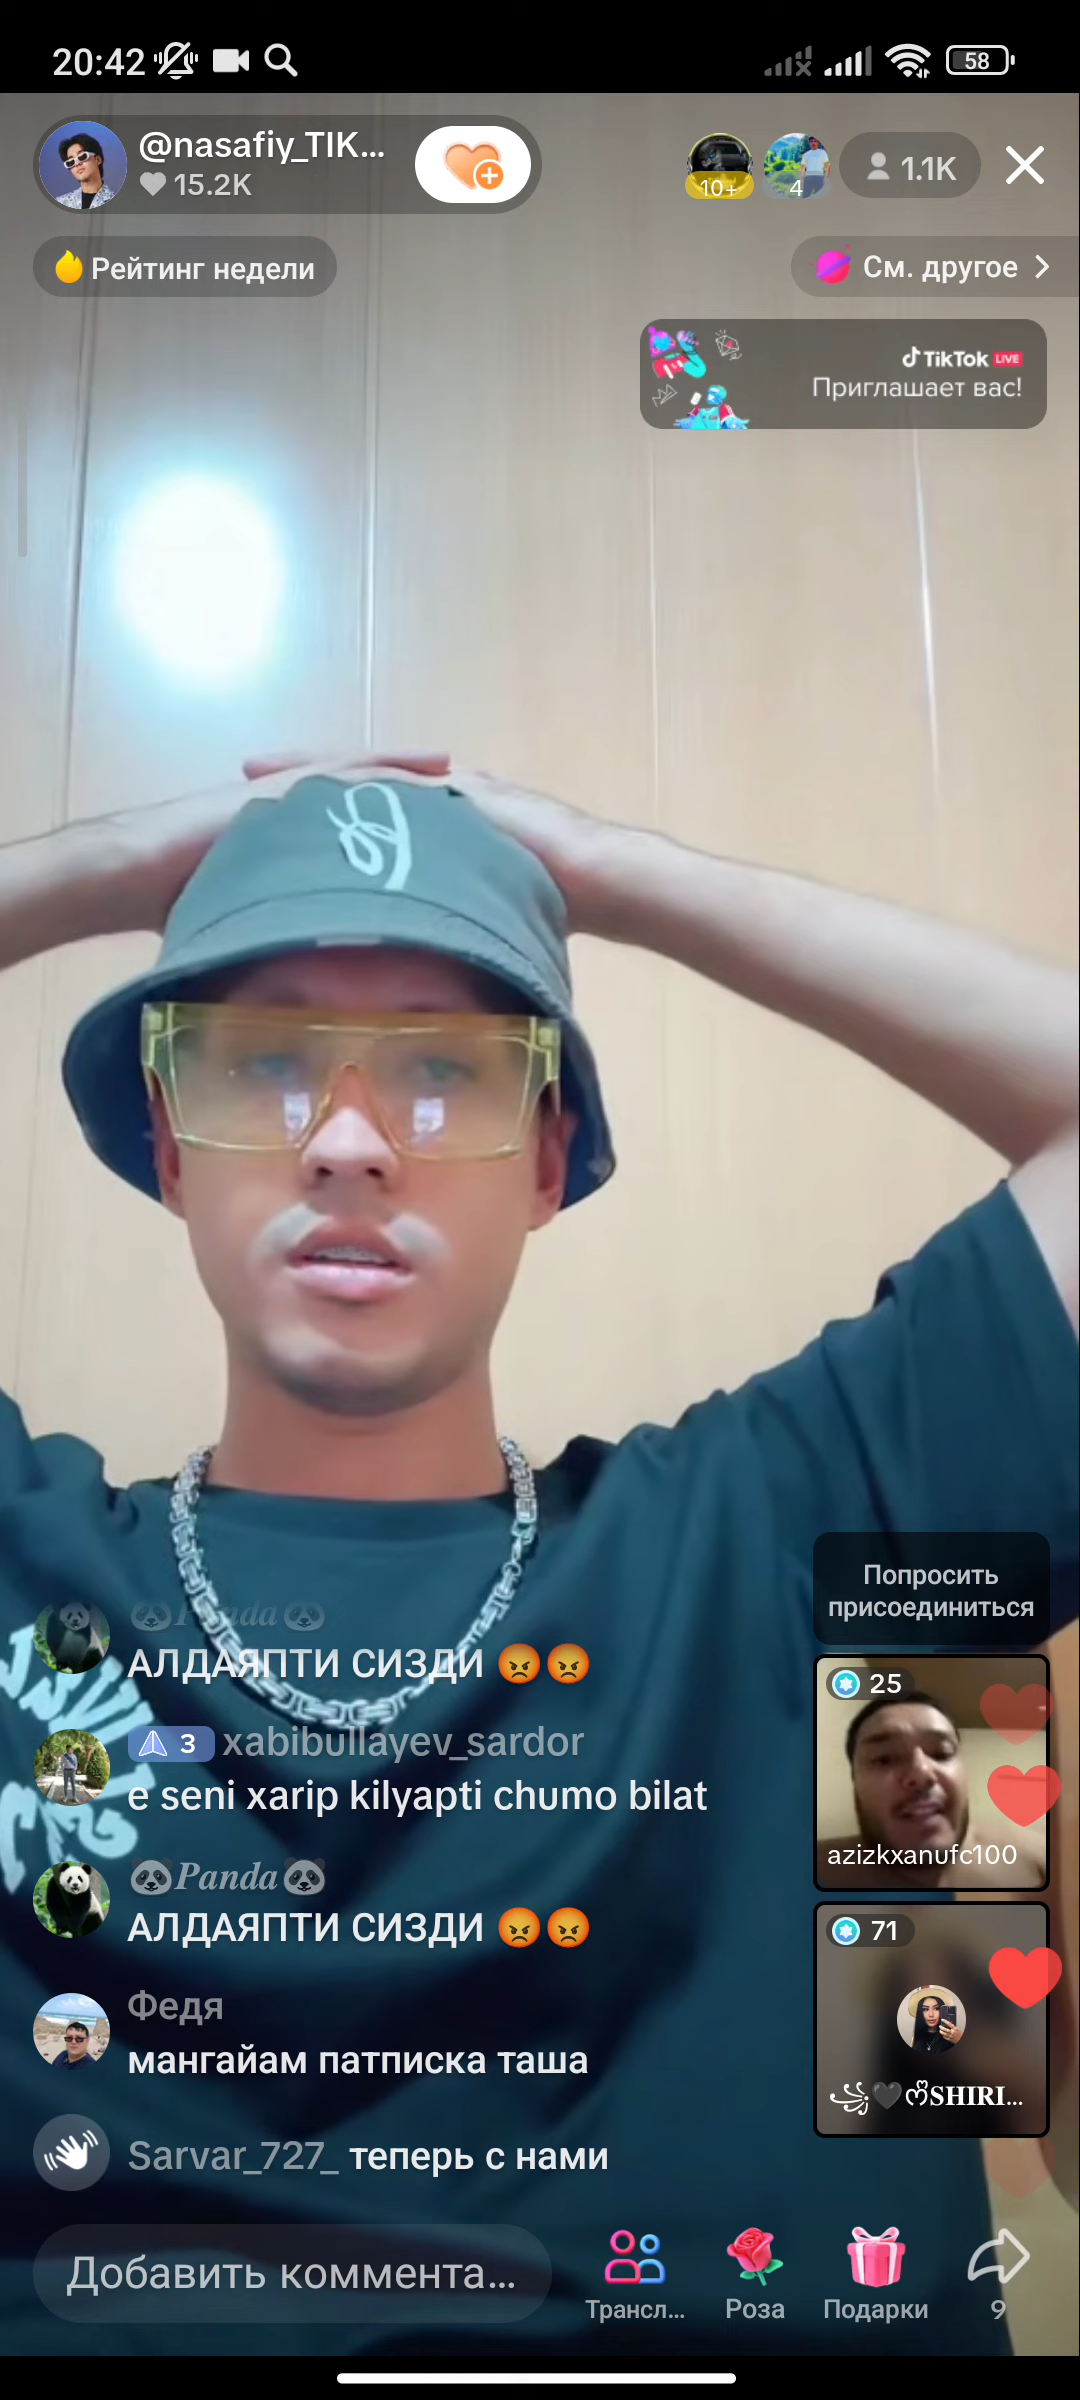 20:42
58
@nasafiy_TIK...
15.2K
10+
4
1.1K
Рейтинг недели
См. другое
TikTok LIVE
Приглашает вас!
Попросить
присоединиться
🐼Panda🐼
АЛДАЯПТИ СИЗДИ 😡😡
25
azizkxanufc100
3 xabibullayev_sardor
e seni xarip kilyapti chumo bilat
🐼Panda🐼
АЛДАЯПТИ СИЗДИ 😡😡
71
SHIRI...
Федя
мангайам патписка таша
Sarvar_727_ теперь с нами
Добавить коммента...
Трансл...
Роза
Подарки
9